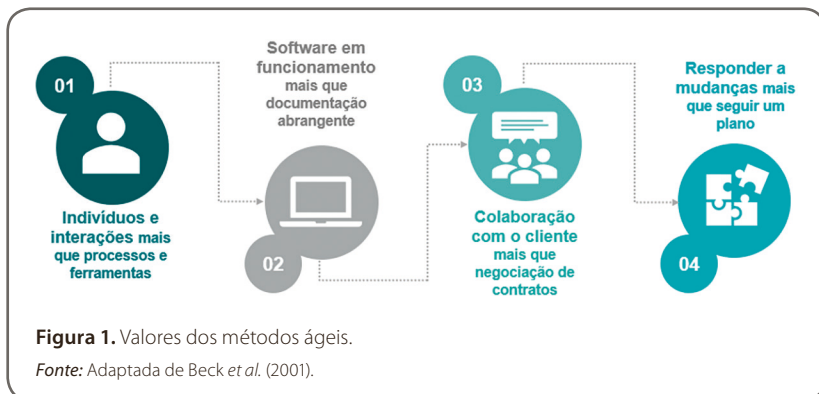 01
Indivíduos e
interações mais
que processos e
ferramentas
Software em
funcionamento
mais que
documentação
abrangente
02
03
Colaboração
com o cliente
mais que
negociação de
contratos
Responder a
mudanças mais
que seguir um
plano
04
Figura 1. Valores dos métodos ágeis.
Fonte: Adaptada de Beck et al. (2001).